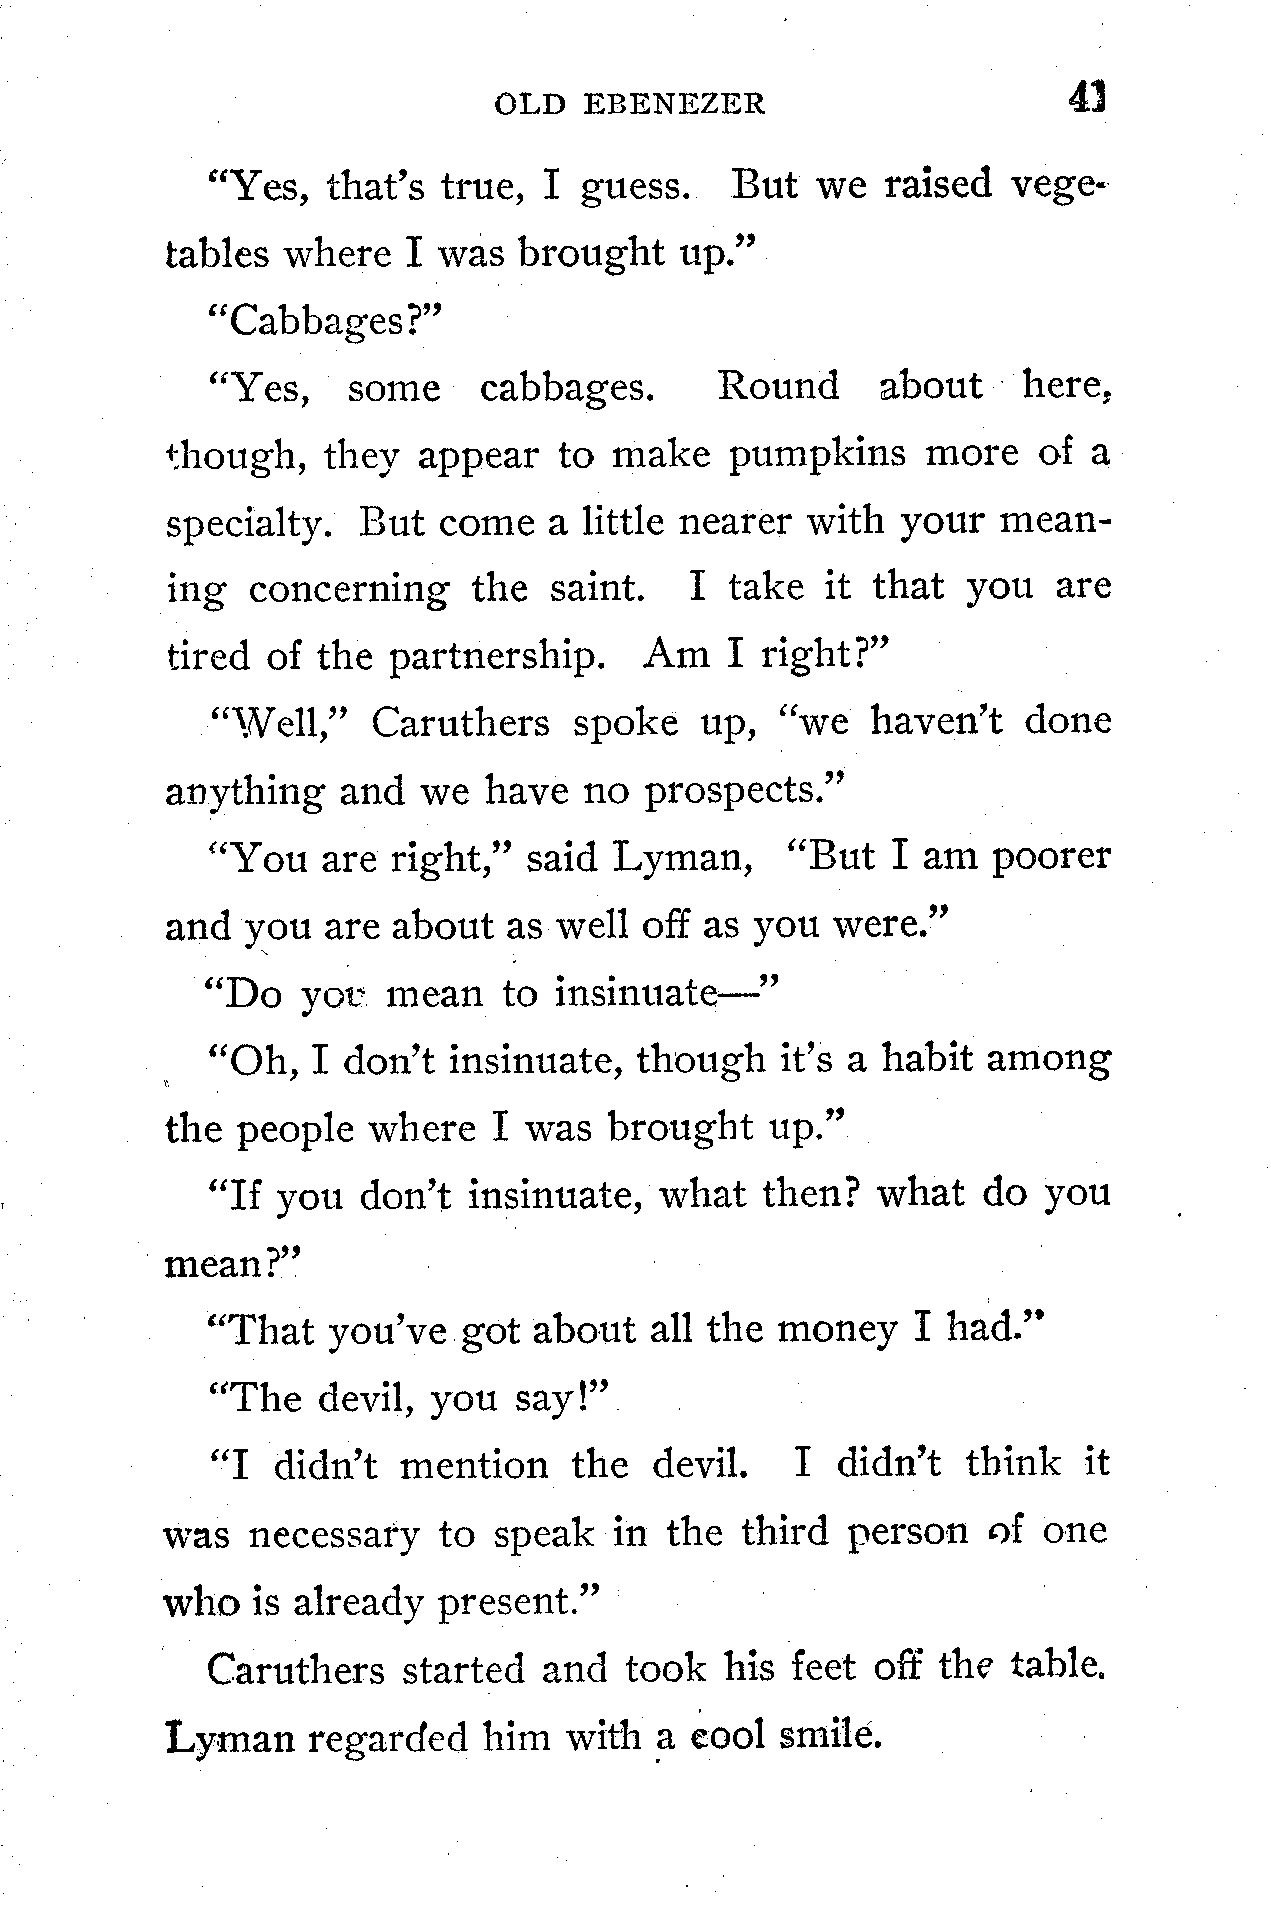 OLD EBENEZER 41
“Yes, that’s true, I guess. But we raised vege-
tables where I was brought up.”
“Cabbages?”
“Yes, some cabbages. Round about here,
though, they appear to make pumpkins more of a
specialty. But come a little nearer with your mean-
ing concerning the saint. I take it that you are
tired of the partnership. Am I right?”
“Well,” Caruthers spoke up, “we haven’t done
anything and we have no prospects.”
“You are right,” said Lyman, “But I am poorer
and you are about as well off as you were.”
“Do you mean to insinuate—”
“Oh, I don’t insinuate, though it’s a habit among
the people where I was brought up.”
“If you don’t insinuate, what then? what do you
mean?”
“That you’ve got about all the money I had.”
“The devil, you say!”
“I didn’t mention the devil. I didn’t think it
was necessary to speak in the third person of one
who is already present.”
Caruthers started and took his feet off the table.
Lyman regarded him with a cool smile.